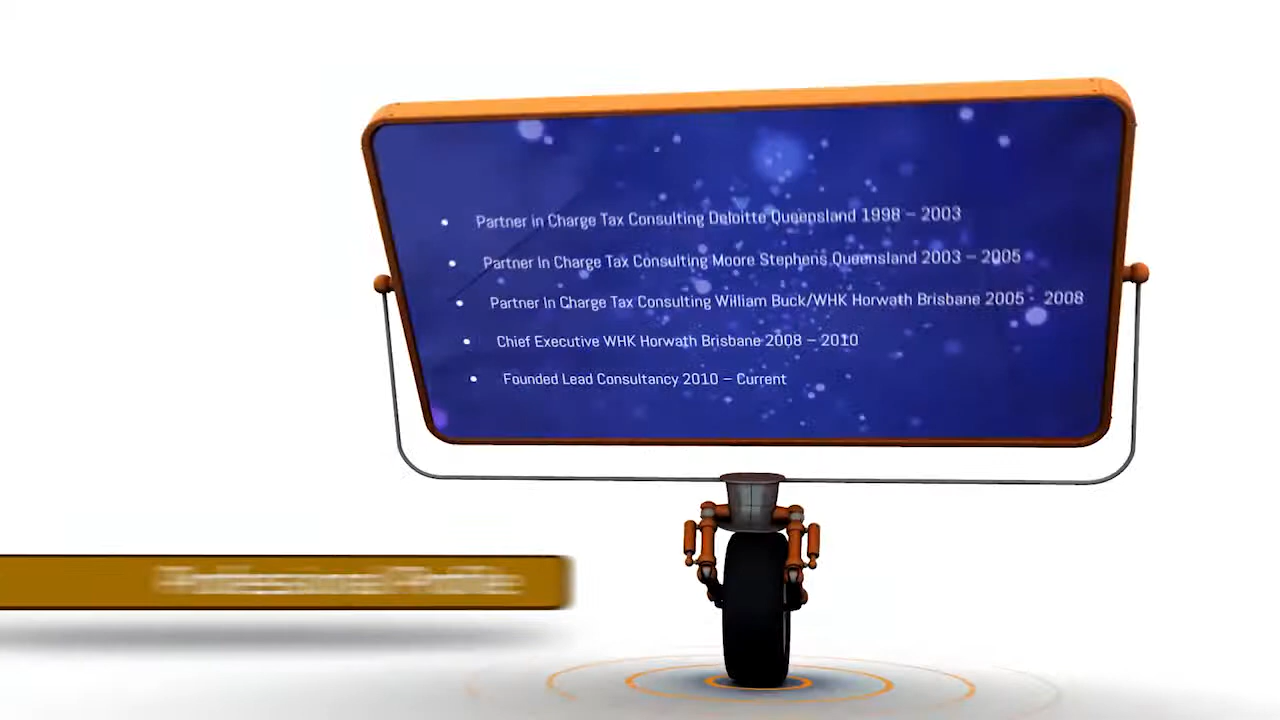 • Partner in Charge Tax Consulting Deloitte Queensland 1998 – 2003
• Partner In Charge Tax Consulting Moore Stephens Queensland 2003 – 2005
• Partner In Charge Tax Consulting William Buck/WHK Horwath Brisbane 2005 - 2008
• Chief Executive WHK Horwath Brisbane 2008 – 2010
• Founded Lead Consultancy 2010 – Current
Professional Profile